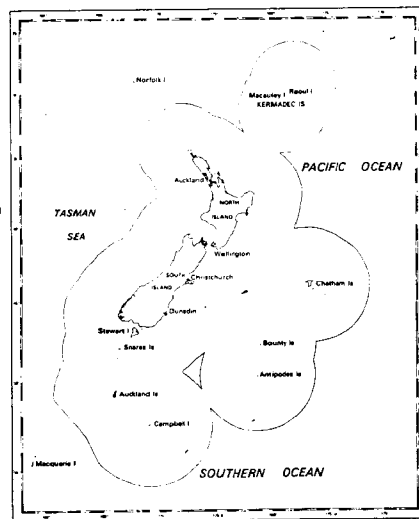 Norfolk I
Macauley I
Raoul I
KERMADEC IS
PACIFIC OCEAN
Auckland
NORTH
ISLAND
TASMAN
SEA
Wellington
SOUTH
ISLAND
Christchurch
Chatham Is
Dunedin
Stewart I
Snares Is
Bounty Is
Antipodes Is
Auckland Is
Campbell I
Macquarie I
SOUTHERN OCEAN